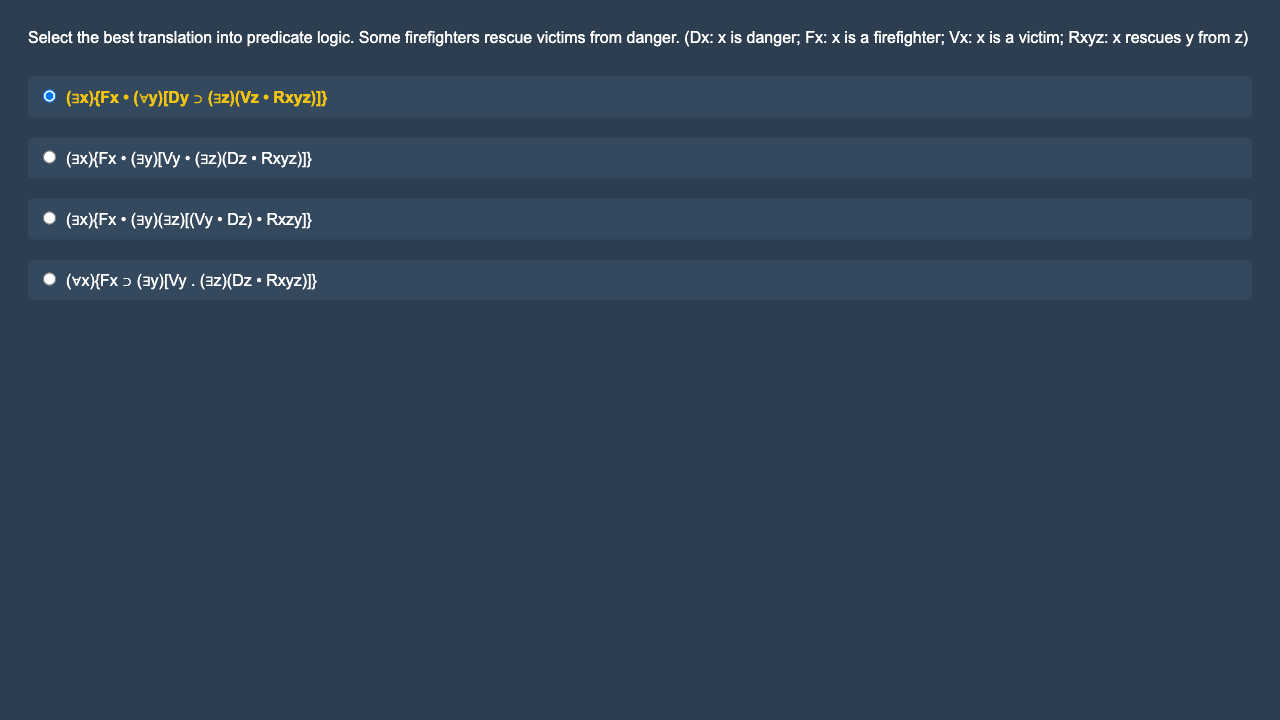 Select the best translation into predicate logic. Some firefighters rescue victims from danger. (Dx: x is danger; Fx: x is a firefighter; Vx: x is a victim; Rxyz: x rescues y from z)
(∃x){Fx • (∀y)[Dy ⊃ (∃z)(Vz • Rxyz)]}
(∃x){Fx • (∃y)[Vy • (∃z)(Dz • Rxyz)]}
(∃x){Fx • (∃y)(∃z)[(Vy • Dz) • Rxzy]}
(∀x){Fx ⊃ (∃y)[Vy . (∃z)(Dz • Rxyz)]}